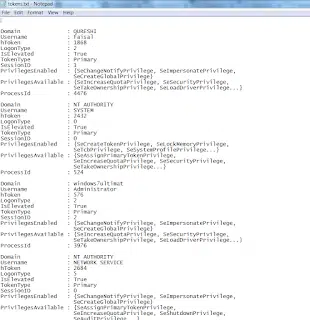 tokens.txt - Notepad
File Edit Format View Help
Domain : QURESHI
Username : faisal
hToken : 1868
LogonType : 2
IsElevated : True
TokenType : Primary
SessionID : 1
PrivilegesEnabled : {SeChangeNotifyPrivilege, SeImpersonatePrivilege,
SeCreateGlobalPrivilege}
PrivilegesAvailable : {SeIncreaseQuotaPrivilege, SeSecurityPrivilege,
SeTakeOwnershipPrivilege, SeLoadDriverPrivilege...}
ProcessId : 4476
Domain : NT AUTHORITY
Username : SYSTEM
hToken : 2432
LogonType : 0
IsElevated : True
TokenType : Primary
SessionID : 0
PrivilegesEnabled : {SeCreateTokenPrivilege, SeLockMemoryPrivilege,
SeTcbPrivilege, SeSystemProfilePrivilege...}
PrivilegesAvailable : {SeAssignPrimaryTokenPrivilege,
SeIncreaseQuotaPrivilege, SeSecurityPrivilege,
SeTakeOwnershipPrivilege...}
ProcessId : 524
Domain : windows7ultimat
Username : Administrator
hToken : 576
LogonType : 2
IsElevated : True
TokenType : Primary
SessionID : 2
PrivilegesEnabled : {SeChangeNotifyPrivilege, SeImpersonatePrivilege,
SeCreateGlobalPrivilege}
PrivilegesAvailable : {SeIncreaseQuotaPrivilege, SeSecurityPrivilege,
SeTakeOwnershipPrivilege, SeLoadDriverPrivilege...}
ProcessId : 3976
Domain : NT AUTHORITY
Username : NETWORK SERVICE
hToken : 2684
LogonType : 5
IsElevated : True
TokenType : Primary
SessionID : 0
PrivilegesEnabled : {SeChangeNotifyPrivilege, SeImpersonatePrivilege,
SeCreateGlobalPrivilege}
PrivilegesAvailable : {SeAssignPrimaryTokenPrivilege,
SeIncreaseQuotaPrivilege, SeShutdownPrivilege,
SeAuditPrivilege...}